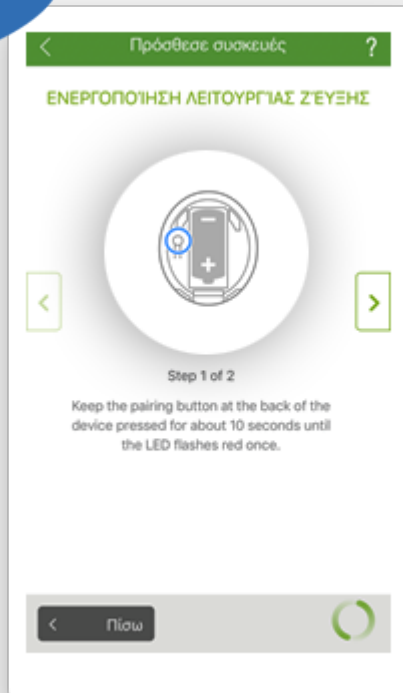 Πρόσθεσε συσκευές ?
ΕΝΕΡΓΟΠΟΊΗΣΗ ΛΕΙΤΟΥΡΓΊΑΣ ΖΕΎΞΗΣ
Step 1 of 2
Keep the pairing button at the back of the
device pressed for about 10 seconds until
the LED flashes red once.
Πίσω